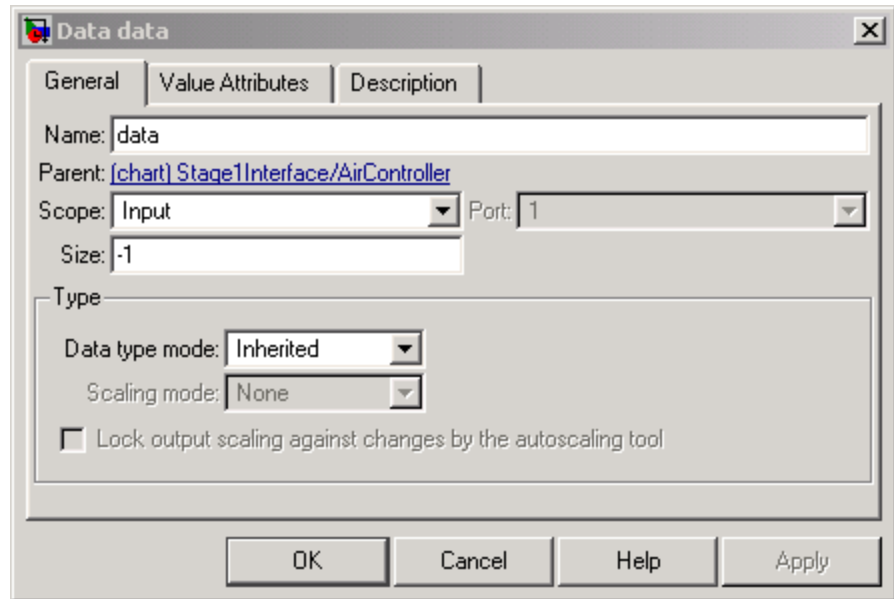 Data data
General Value Attributes Description
Name: data
Parent: (chart) Stage1Interface/AirController
Scope: Input Port: 1
Size: -1
Type
Data type mode: Inherited
Scaling mode: None
Lock output scaling against changes by the autoscaling tool
OK Cancel Help Apply